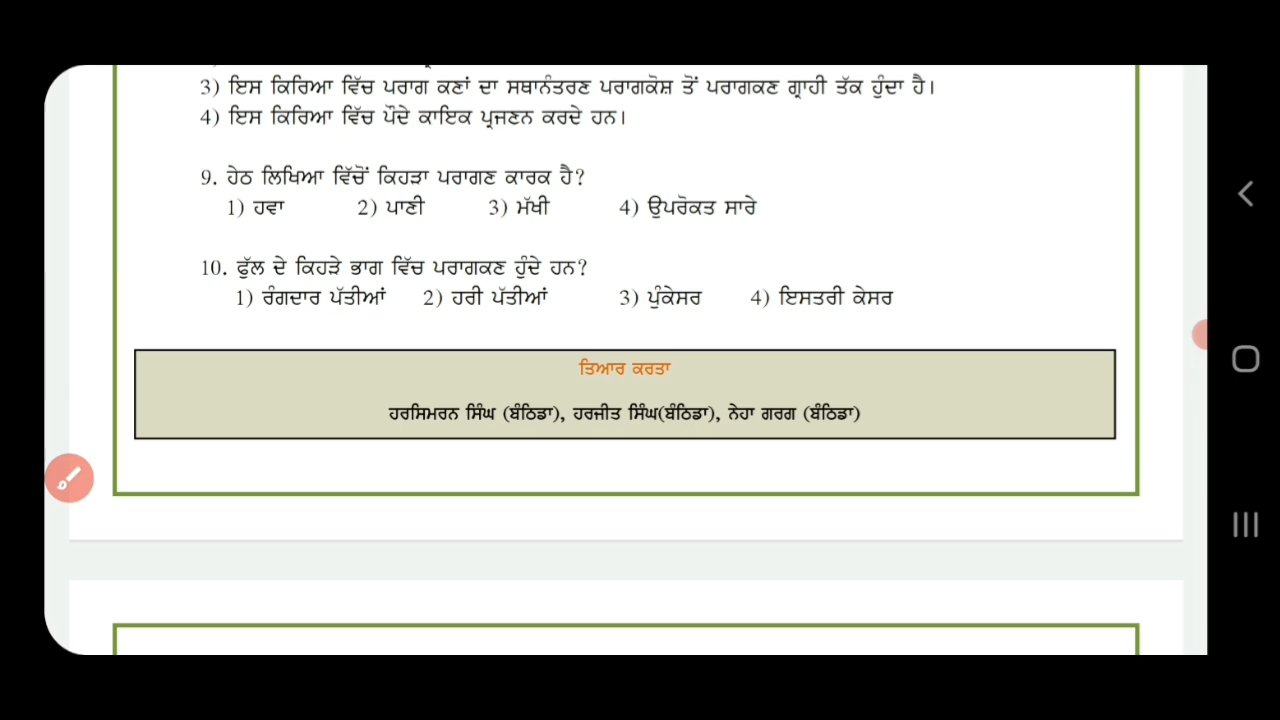 3) ਇਸ ਕਿਰਿਆ ਵਿੱਚ ਪਰਾਗ ਕਣਾਂ ਦਾ ਸਥਾਨੰਤਰਣ ਪਰਾਗਕੋਸ਼ ਤੋਂ ਪਰਾਗਕਣ ਗ੍ਰਾਹੀ ਤੱਕ ਹੁੰਦਾ ਹੈ।
4) ਇਸ ਕਿਰਿਆ ਵਿੱਚ ਪੌਦੇ ਕਾਇਕ ਪ੍ਰਜਣਨ ਕਰਦੇ ਹਨ।
9. ਹੇਠ ਲਿਖਿਆ ਵਿੱਚੋਂ ਕਿਹੜਾ ਪਰਾਗਣ ਕਾਰਕ ਹੈ?
1) ਹਵਾ 2) ਪਾਣੀ 3) ਮੱਖੀ 4) ਉਪਰੋਕਤ ਸਾਰੇ
10. ਫੁੱਲ ਦੇ ਕਿਹੜੇ ਭਾਗ ਵਿੱਚ ਪਰਾਗਕਣ ਹੁੰਦੇ ਹਨ?
1) ਰੰਗਦਾਰ ਪੱਤੀਆਂ 2) ਹਰੀ ਪੱਤੀਆਂ 3) ਪੁੰਕੇਸਰ 4) ਇਸਤਰੀ ਕੇਸਰ
ਤਿਆਰ ਕਰਤਾ
ਹਰਸਿਮਰਨ ਸਿੰਘ (ਬੰਠਿਡਾ), ਹਰਜੀਤ ਸਿੰਘ(ਬੰਠਿਡਾ), ਨੇਹਾ ਗਰਗ (ਬੰਠਿਡਾ)